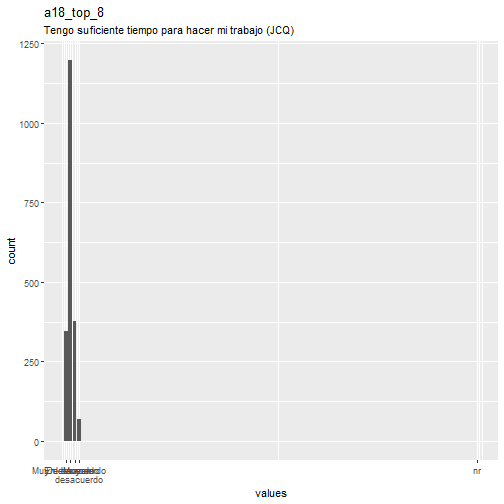 a18_top_8
Tengo suficiente tiempo para hacer mi trabajo (JCQ)
1250
1000
750
500
250
0
count
nr
desacuerdo
values